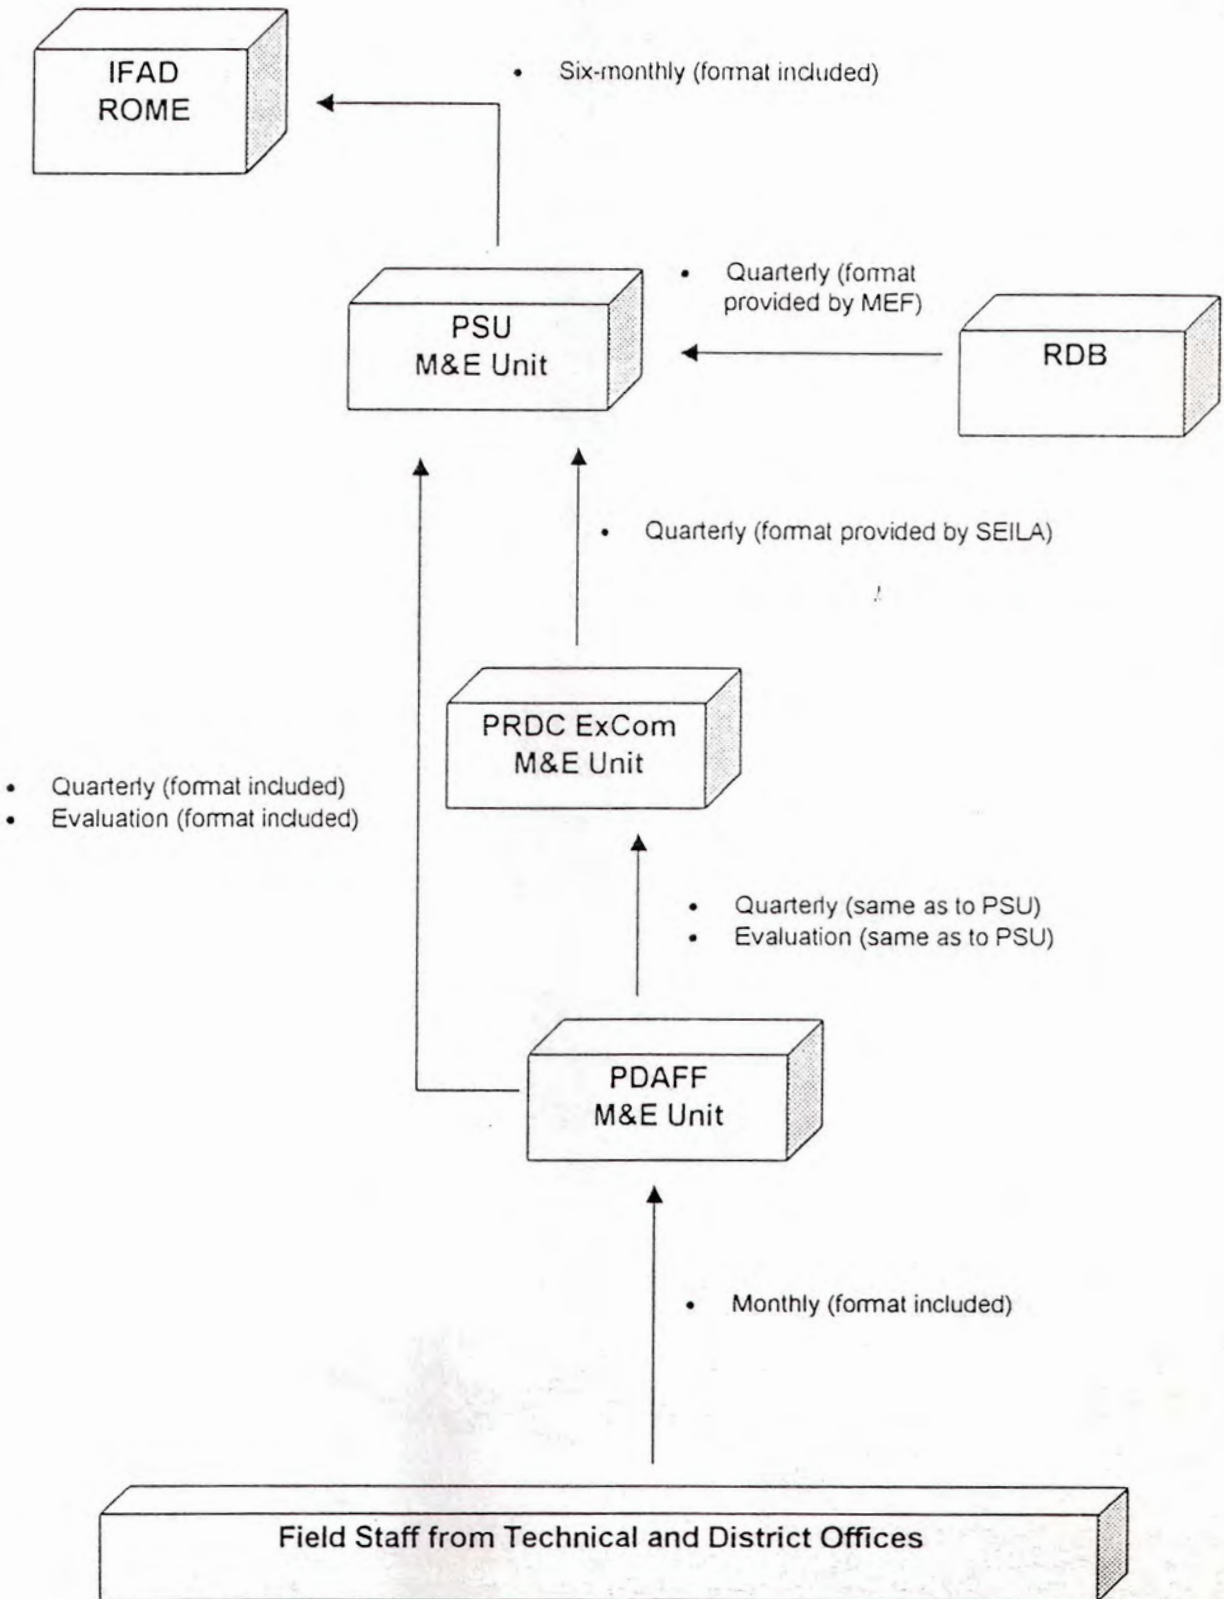 IFAD
ROME
• Six-monthly (format included)
• Quarterly (format
provided by MEF)
PSU
M&E Unit
RDB
• Quarterly (format provided by SEILA)
PRDC ExCom
M&E Unit
• Quarterly (format included)
• Evaluation (format included)
• Quarterly (same as to PSU)
• Evaluation (same as to PSU)
PDAFF
M&E Unit
• Monthly (format included)
Field Staff from Technical and District Offices